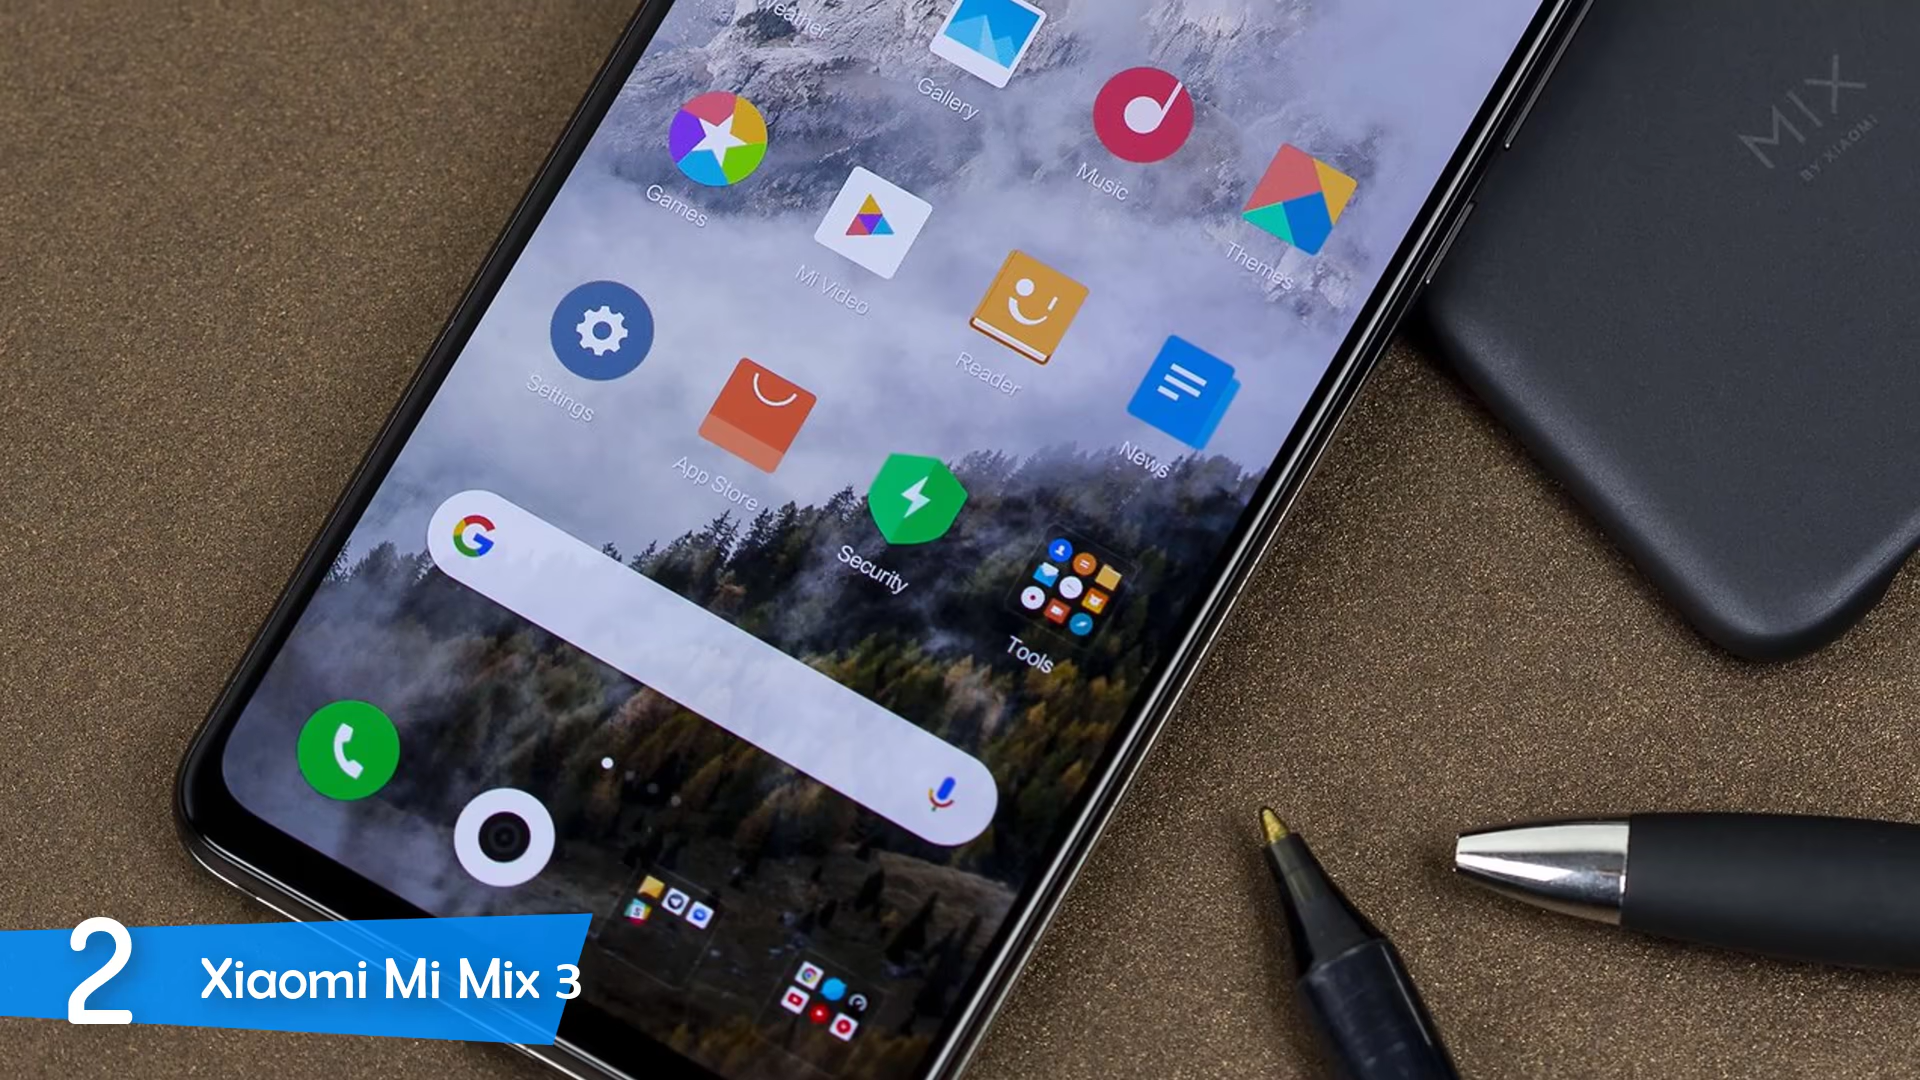 Weather
Gallery
Music
Themes
Games
Mi Video
Reader
News
Settings
App Store
Security
Tools
G
MIX
BY XIAOMI
2
Xiaomi Mi Mix 3